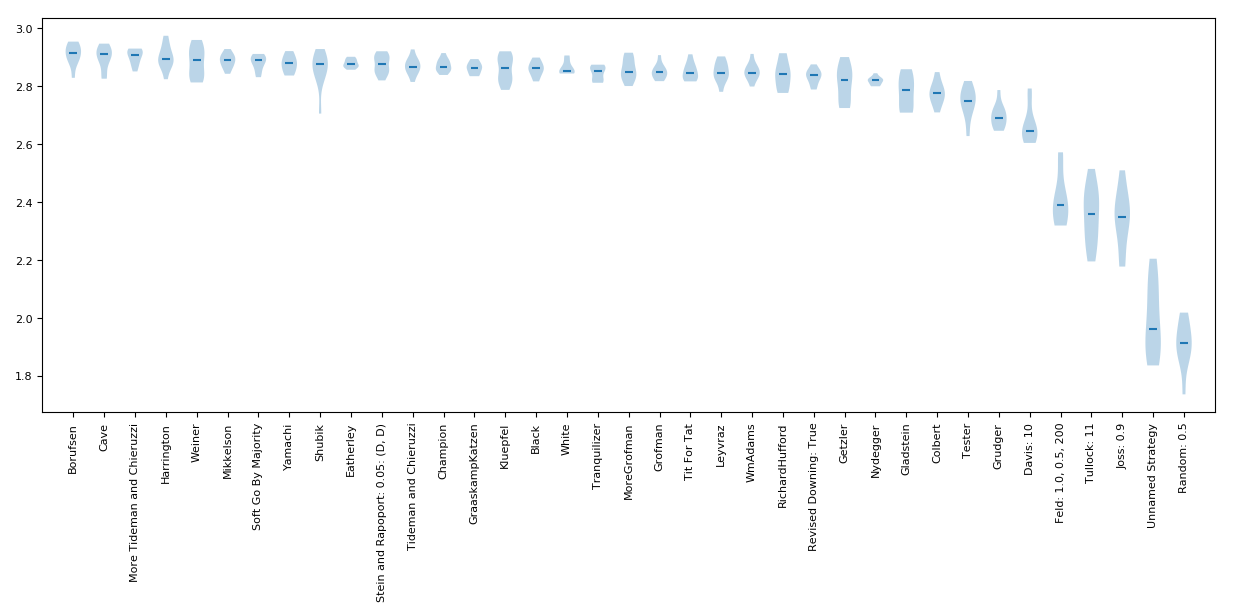 3.0
2.8
2.6
2.4
2.2
2.0
1.8
Borufsen
Cave
More Tideman and Chieruzzi
Harrington
Weiner
Mikkelson
Soft Go By Majority
Yamachi
Shubik
Eatherley
Stein and Rapoport: 0.05: (D, D)
Tideman and Chieruzzi
Champion
GraaskampKatzen
Kluepfel
Black
White
Tranquilizer
MoreGrofman
Grofman
Tit For Tat
Leyvraz
WmAdams
RichardHufford
Revised Downing: True
Getzler
Nydegger
Gladstein
Colbert
Tester
Grudger
Davis: 10
Feld: 1.0, 0.5, 200
Tullock: 11
Joss: 0.9
Unnamed Strategy
Random: 0.5